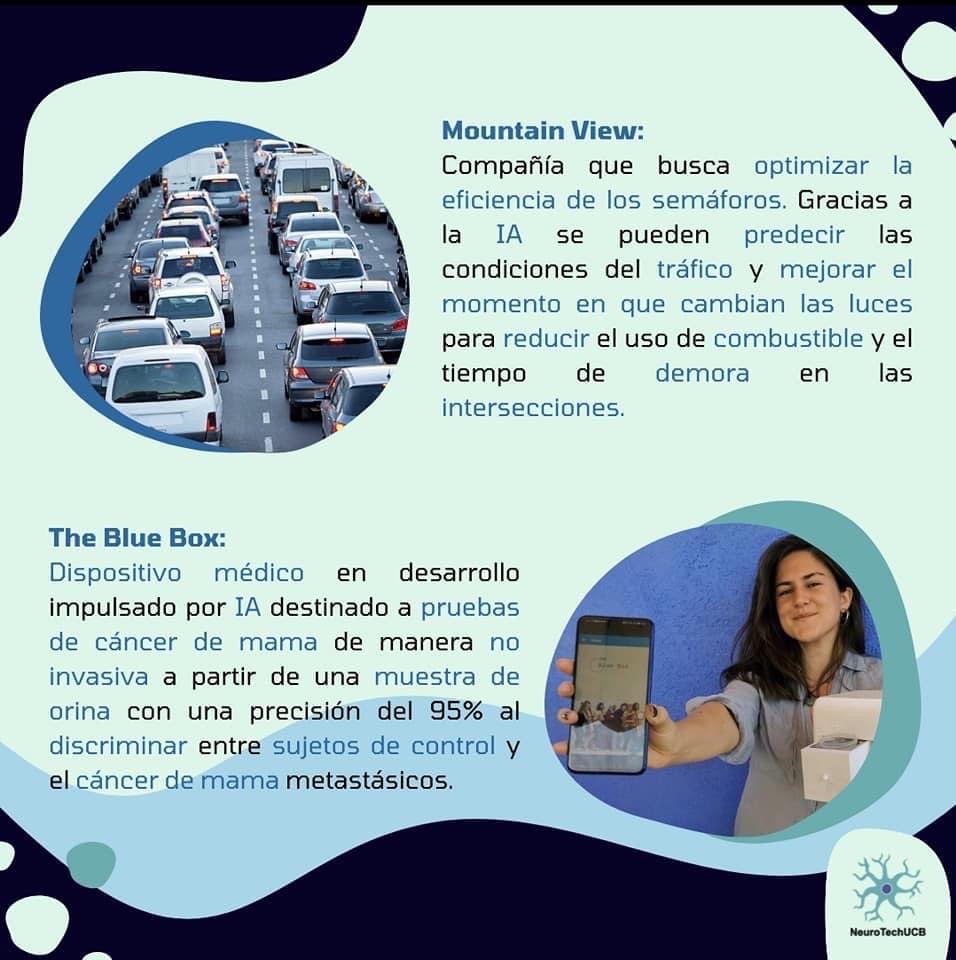 Mountain View:
Compañía que busca optimizar la
eficiencia de los semáforos. Gracias a
la IA se pueden predecir las
condiciones del tráfico y mejorar el
momento en que cambian las luces
para reducir el uso de combustible y el
tiempo de demora en las
intersecciones.
The Blue Box:
Dispositivo médico en desarrollo
impulsado por IA destinado a pruebas
de cáncer de mama de manera no
invasiva a partir de una muestra de
orina con una precisión del 95% al
discriminar entre sujetos de control y
el cáncer de mama metastásicos.
Blue Box
NeuroTechUCB